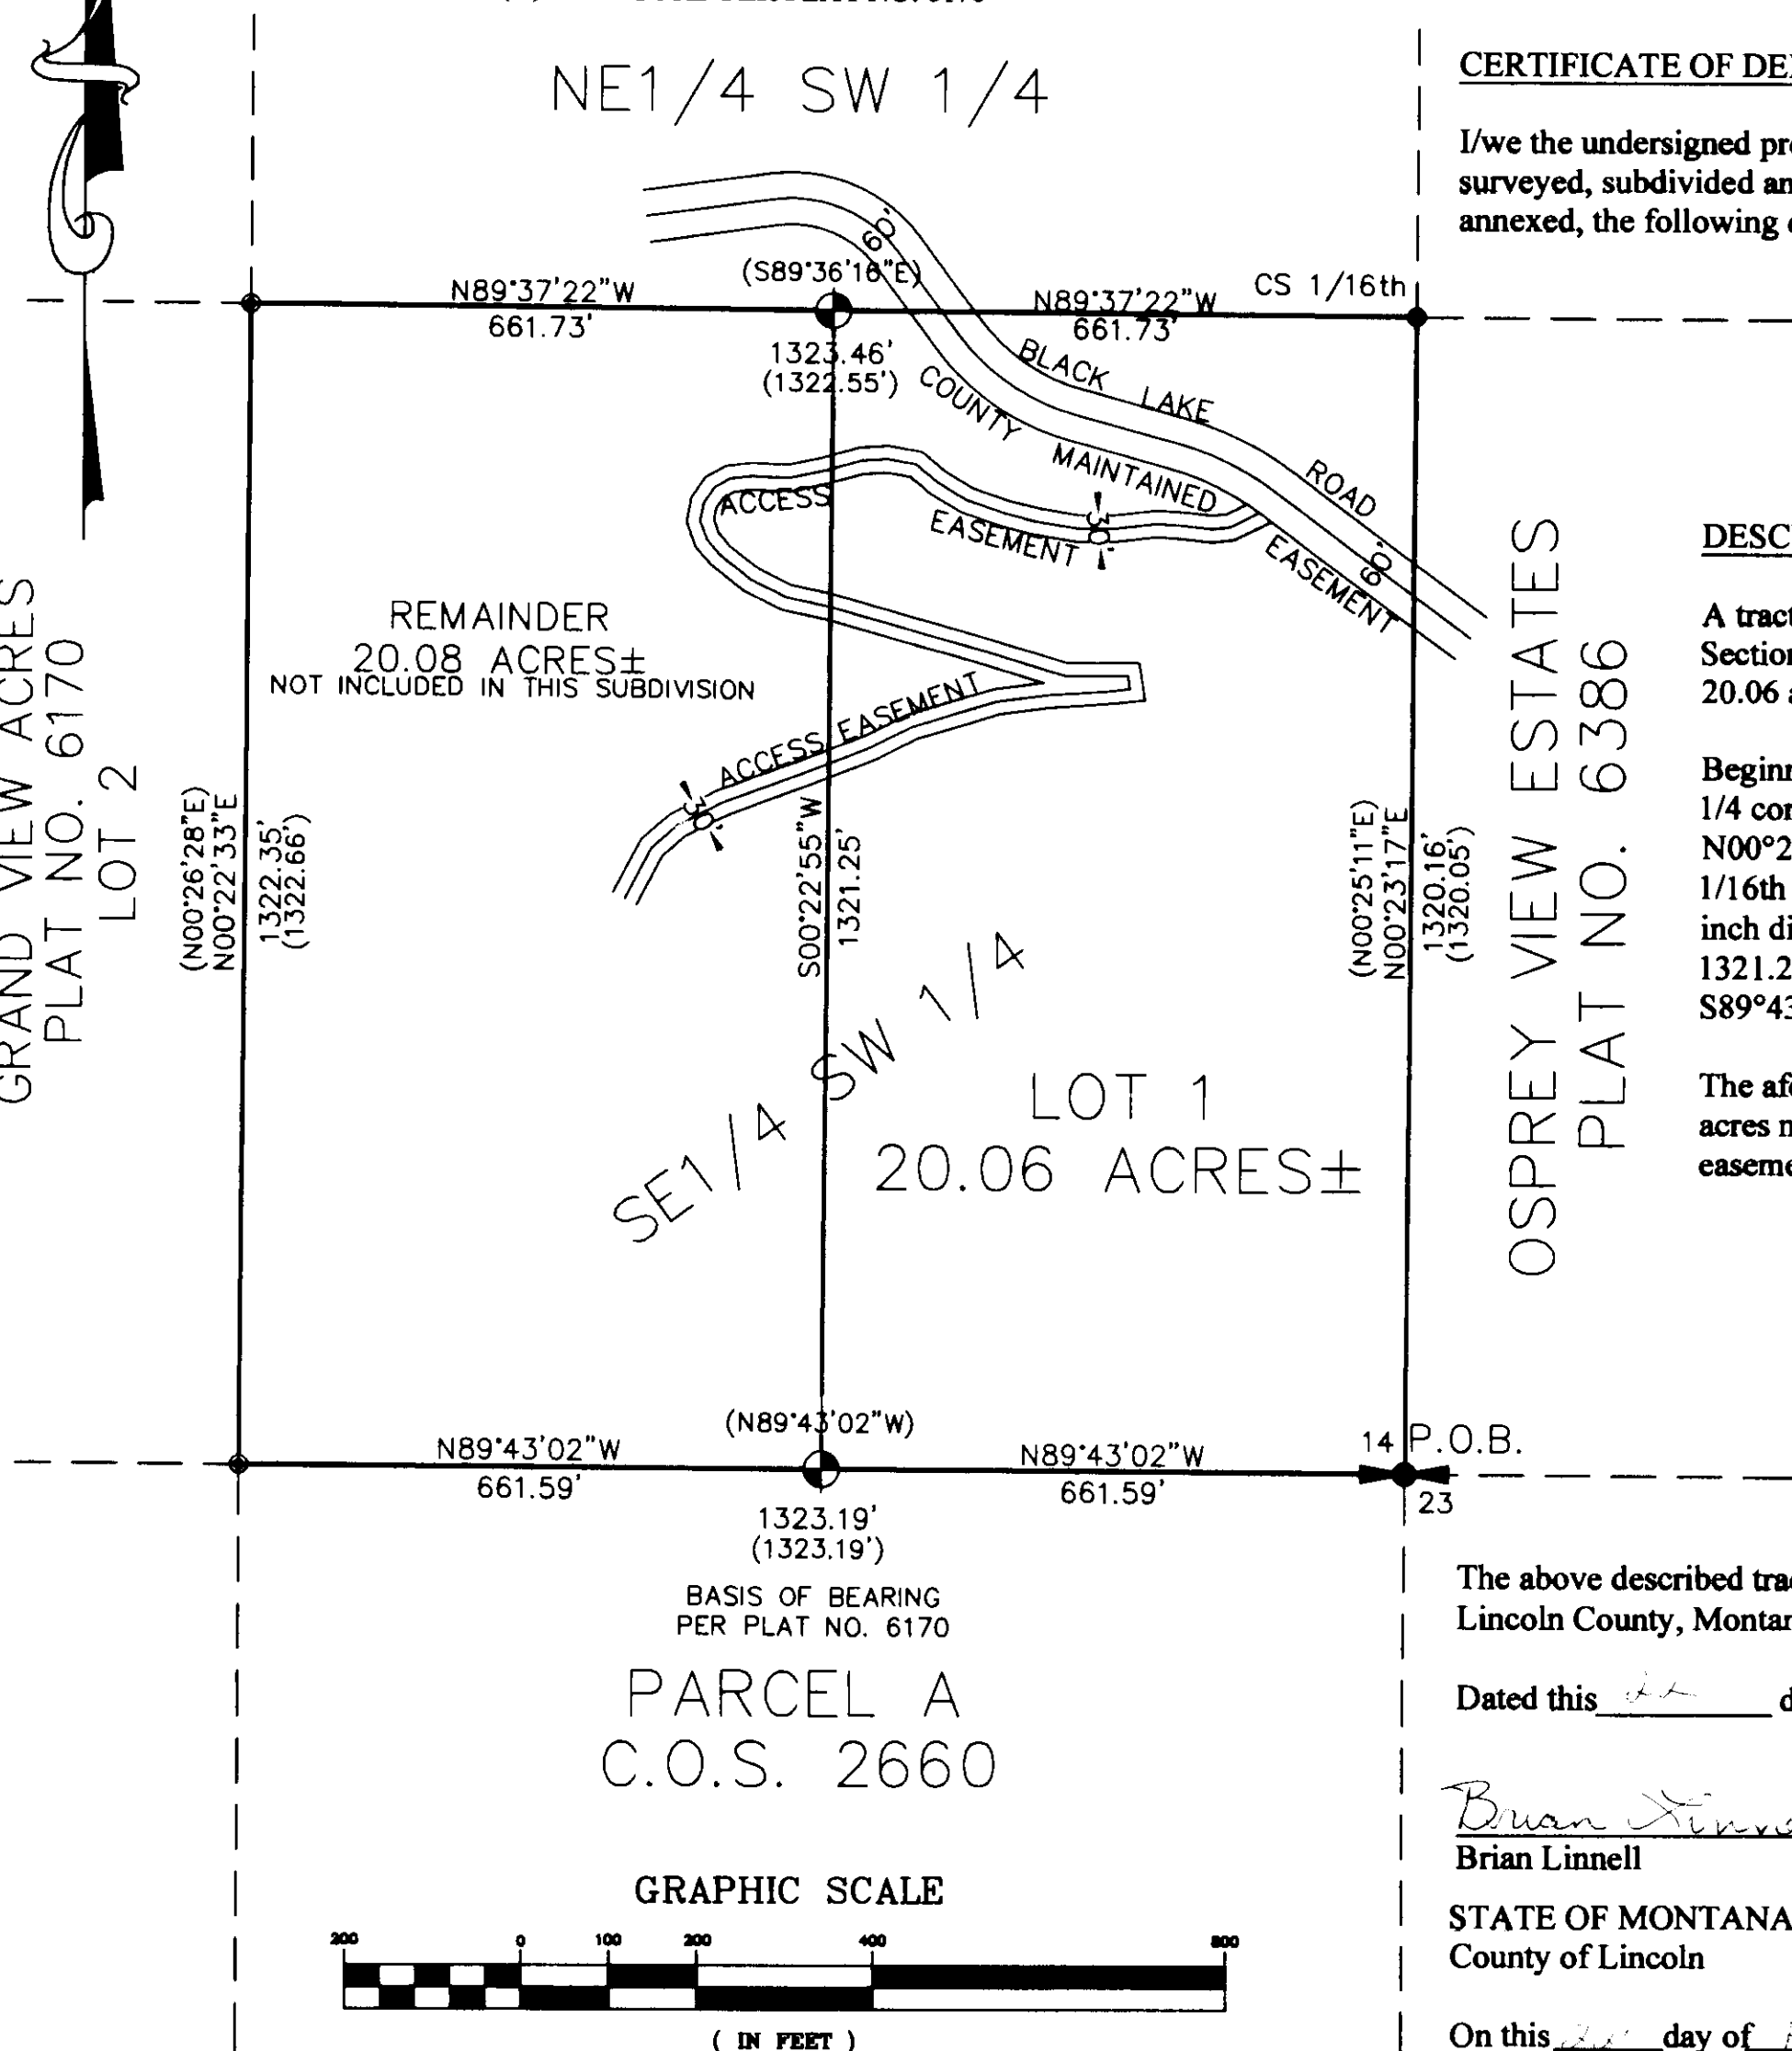 NE1/4 SW 1/4
60'
(S89°36'16"E)
N89°37'22"W
661.73'
N89°37'22"W
661.73'
CS 1/16th
1323.46'
(1322.55')
BLACK LAKE ROAD
COUNTY MAINTAINED EASEMENT
60'
ACCESS EASEMENT
30'
REMAINDER
20.08 ACRES±
NOT INCLUDED IN THIS SUBDIVISION
ACCESS EASEMENT
30'
GRAND VIEW ACRES
PLAT NO. 6170
LOT 2
(N00°26'28"E)
N00°22'33"E
1322.35'
(1322.66')
S00°22'55"W
1321.25'
(N00°25'11"E)
N00°23'17"E
1320.16'
(1320.05')
OSPREY VIEW ESTATES
PLAT NO. 6386
SE1/4 SW 1/4
LOT 1
20.06 ACRES±
(N89°43'02"W)
N89°43'02"W
661.59'
N89°43'02"W
661.59'
14 P.O.B.
23
1323.19'
(1323.19')
BASIS OF BEARING
PER PLAT NO. 6170
PARCEL A
C.O.S. 2660
GRAPHIC SCALE
200 0 100 200 400 800
( IN FEET )
CERTIFICATE OF DE
I/we the undersigned pr
surveyed, subdivided an
annexed, the following
DESC
A tract
Section
20.06
Beginn
1/4 cor
N00°2
1/16th
inch di
1321.2
S89°43
The af
acres
easeme
The above described tra
Lincoln County, Montan
Dated this
Brian Linne
Brian Linnell
STATE OF MONTANA
County of Lincoln
On this day of